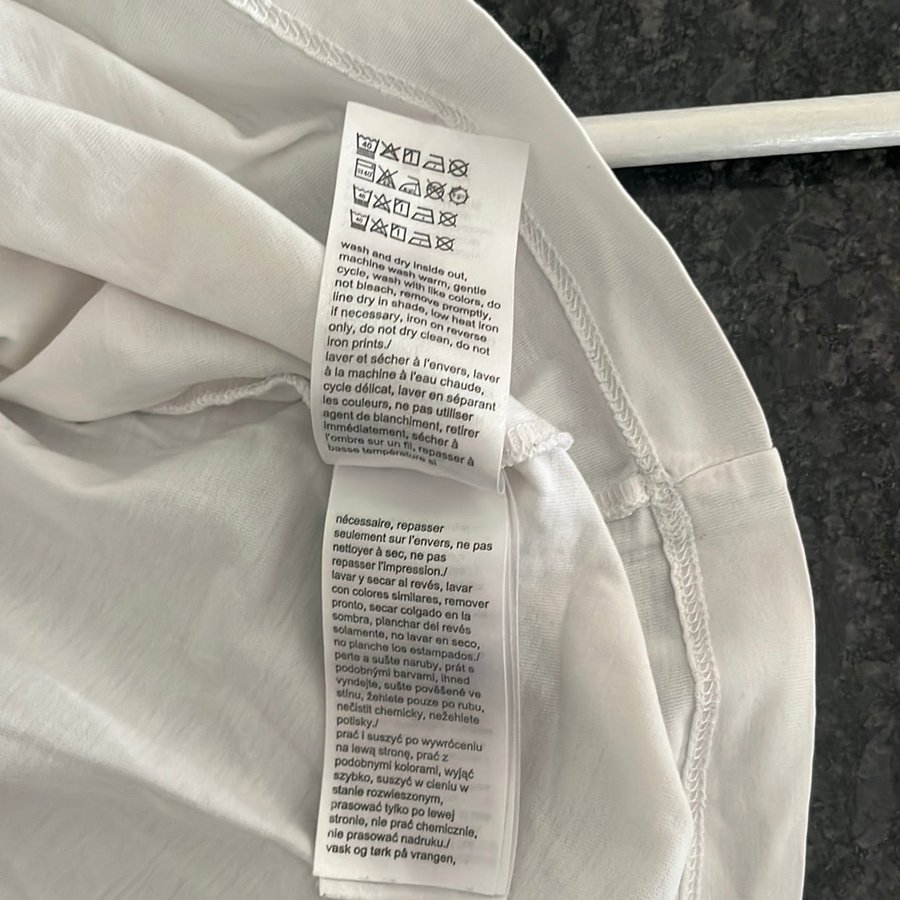 40
40
40
40
wash and dry inside out,
machine wash warm, gentle
cycle, wash with like colors, do
not bleach, remove promptly,
line dry in shade, low heat iron
if necessary, iron on reverse
only, do not dry clean, do not
iron prints./
laver et sécher à l'envers, laver
à la machine à l'eau chaude,
cycle délicat, laver en séparant
les couleurs, ne pas utiliser
agent de blanchiment, retirer
immédiatement, sécher à
l'ombre sur un fil, repasser à
basse température si
nécessaire, repasser
seulement sur l'envers, ne pas
nettoyer à sec, ne pas
repasser l'impression./
lavar y secar al revés, lavar
con colores similares, remover
pronto, secar colgado en la
sombra, planchar del revés
solamente, no lavar en seco,
no planche los estampados./
perte a sušte naruby, prát s
podobnými barvami, ihned
vyndejte, sušte pověšené ve
stínu, žehlete pouze po rubu,
nečistit chemicky, nežehlete
potisky./
prać i suszyć po wywróceniu
na lewą stronę, prać z
podobnymi kolorami, wyjąć
szybko, suszyć w cieniu w
stanie rozwieszonym,
prasować tylko po lewej
stronie, nie prać chemicznie,
nie prasować nadruku./
vask og tørk på vrangen,